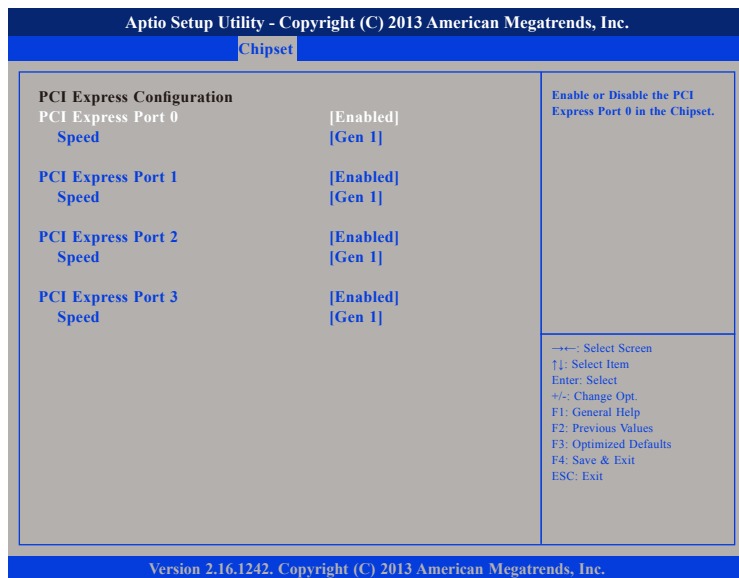 Aptio Setup Utility - Copyright (C) 2013 American Megatrends, Inc.
Chipset
PCI Express Configuration
PCI Express Port 0 [Enabled]
Speed [Gen 1]
PCI Express Port 1 [Enabled]
Speed [Gen 1]
PCI Express Port 2 [Enabled]
Speed [Gen 1]
PCI Express Port 3 [Enabled]
Speed [Gen 1]
Enable or Disable the PCI
Express Port 0 in the Chipset.
→←: Select Screen
↑↓: Select Item
Enter: Select
+/-: Change Opt.
F1: General Help
F2: Previous Values
F3: Optimized Defaults
F4: Save & Exit
ESC: Exit
Version 2.16.1242. Copyright (C) 2013 American Megatrends, Inc.